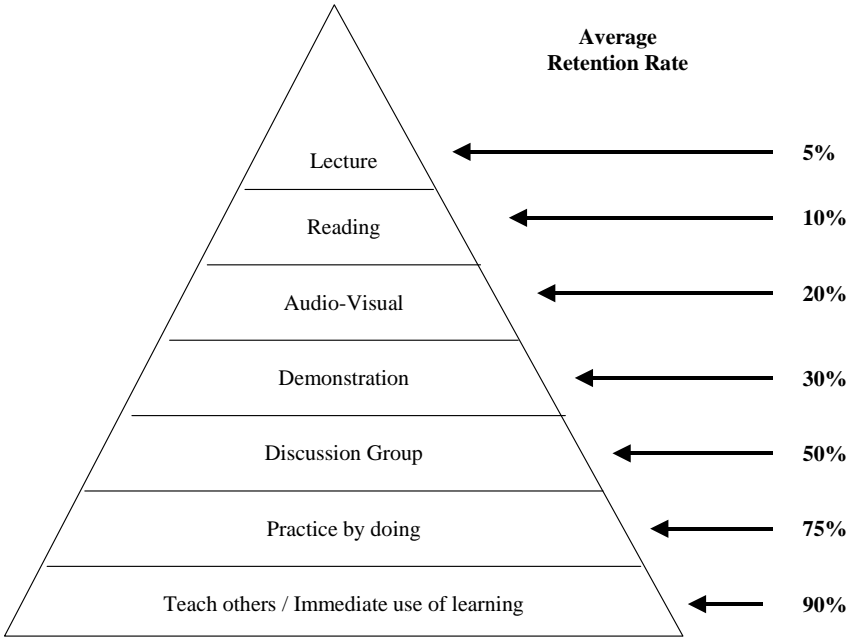 Average
Retention Rate
Lecture 5%
Reading 10%
Audio-Visual 20%
Demonstration 30%
Discussion Group 50%
Practice by doing 75%
Teach others / Immediate use of learning 90%